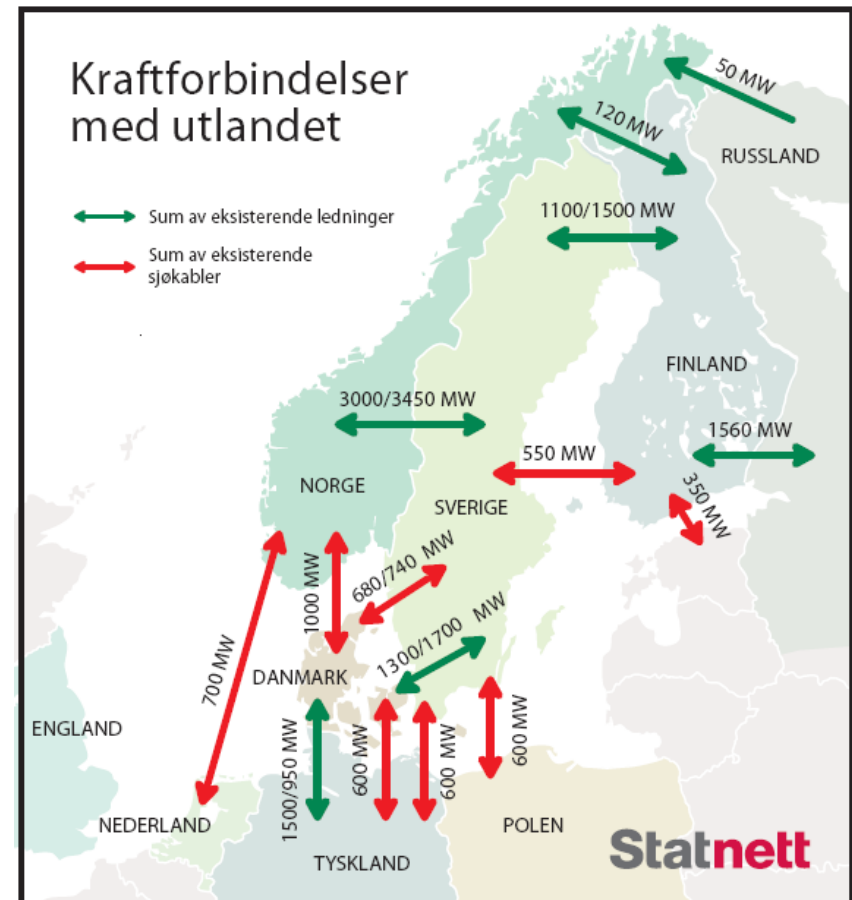 Kraftforbindelser
med utlandet
Sum av eksisterende ledninger
Sum av eksisterende
sjøkabler
50 MW
120 MW
RUSSLAND
1100/1500 MW
FINLAND
3000/3450 MW
1560 MW
550 MW
350 MW
NORGE
SVERIGE
1000 MW
680/740 MW
1300/1700 MW
700 MW
DANMARK
ENGLAND
1500/950 MW
600 MW
600 MW
600 MW
NEDERLAND
POLEN
TYSKLAND
Statnett